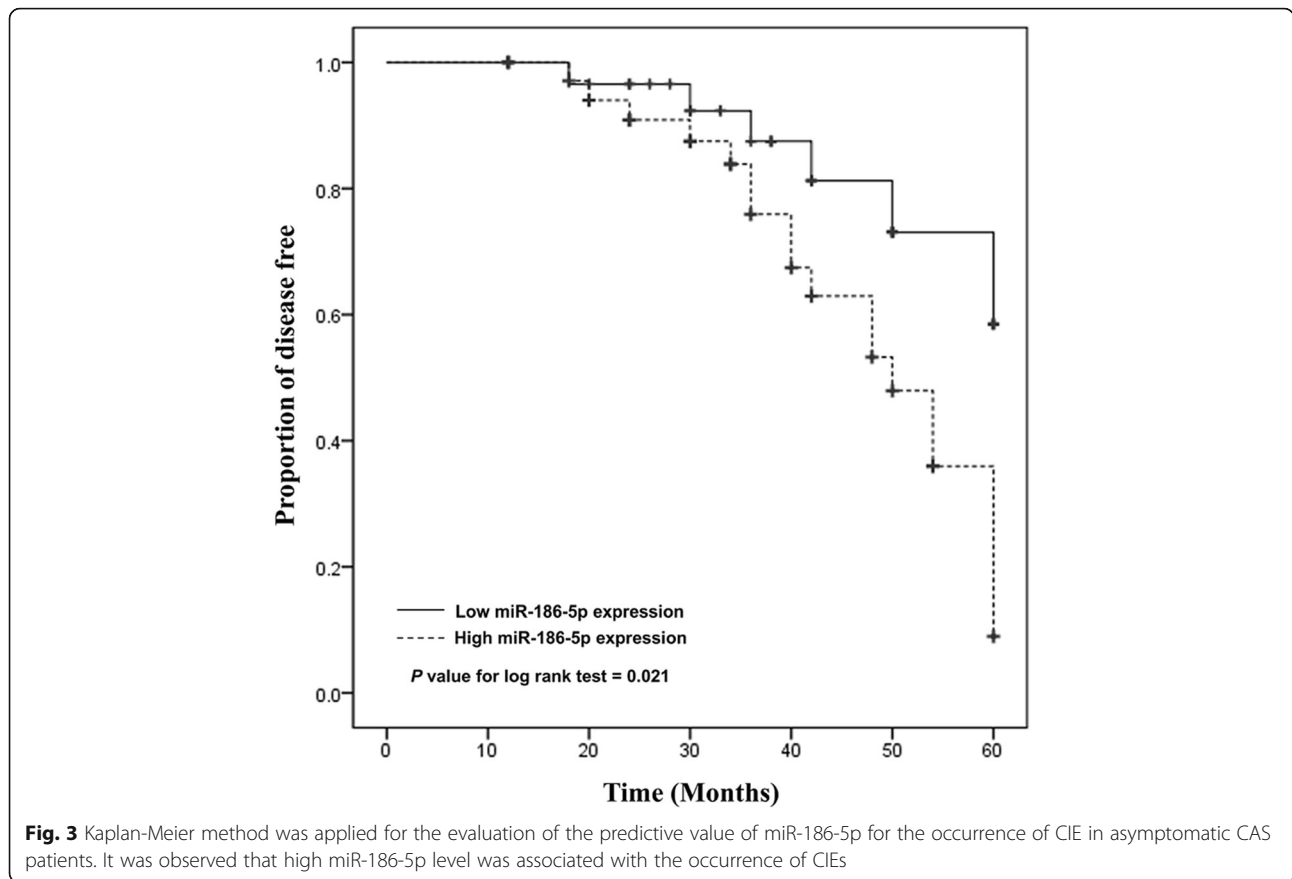 1.0
0.8
0.6
0.4
0.2
0.0
Proportion of disease free
Low miR-186-5p expression
High miR-186-5p expression
P value for log rank test = 0.021
0 10 20 30 40 50 60
Time (Months)
Fig. 3 Kaplan-Meier method was applied for the evaluation of the predictive value of miR-186-5p for the occurrence of CIE in asymptomatic CAS
patients. It was observed that high miR-186-5p level was associated with the occurrence of CIEs